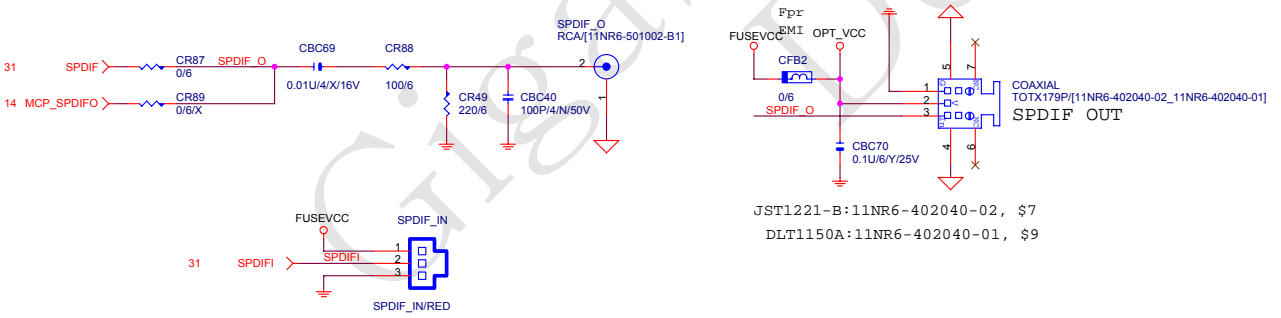 SPDIF_O
RCA/[11NR6-501002-B1]
31 SPDIF
CR87
0/6
SPDIF_O
CBC69
0.01U/4/X/16V
CR88
100/6
2
1
14 MCP_SPDIFO
CR89
0/6/X
CR49
220/6
CBC40
100P/4/N/50V
FUSEVCC
SPDIF_IN
31 SPDIFI
SPDIFI
1
2
3
SPDIF_IN/RED
Fpr
EMI
FUSEVCC
OPT_VCC
CFB2
0/6
SPDIF_O
CBC70
0.1U/6/Y/25V
5
7
1
2
3
4
6
COAXIAL
TOTX179P/[11NR6-402040-02_11NR6-402040-01]
SPDIF OUT
JST1221-B:11NR6-402040-02, $7
DLT1150A:11NR6-402040-01, $9